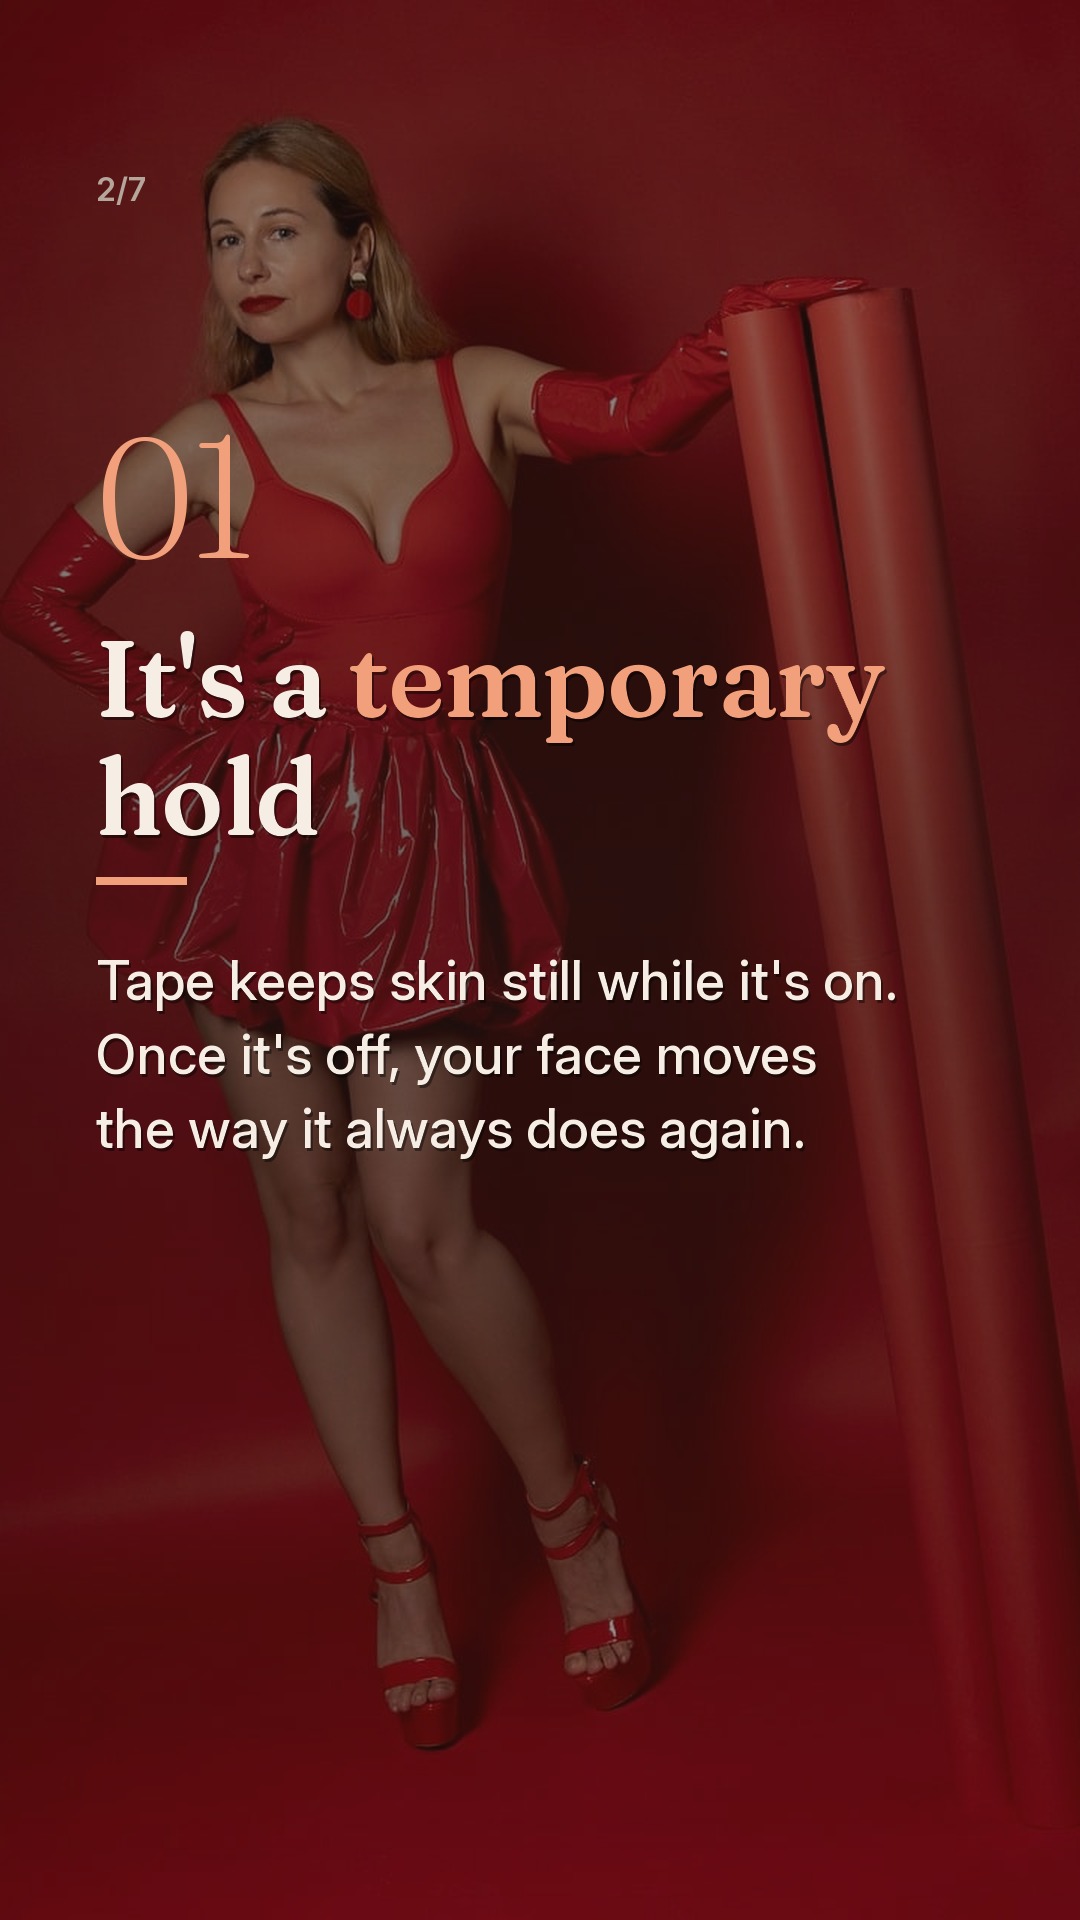 2/7
01
It's a temporary
hold
Tape keeps skin still while it's on.
Once it's off, your face moves
the way it always does again.